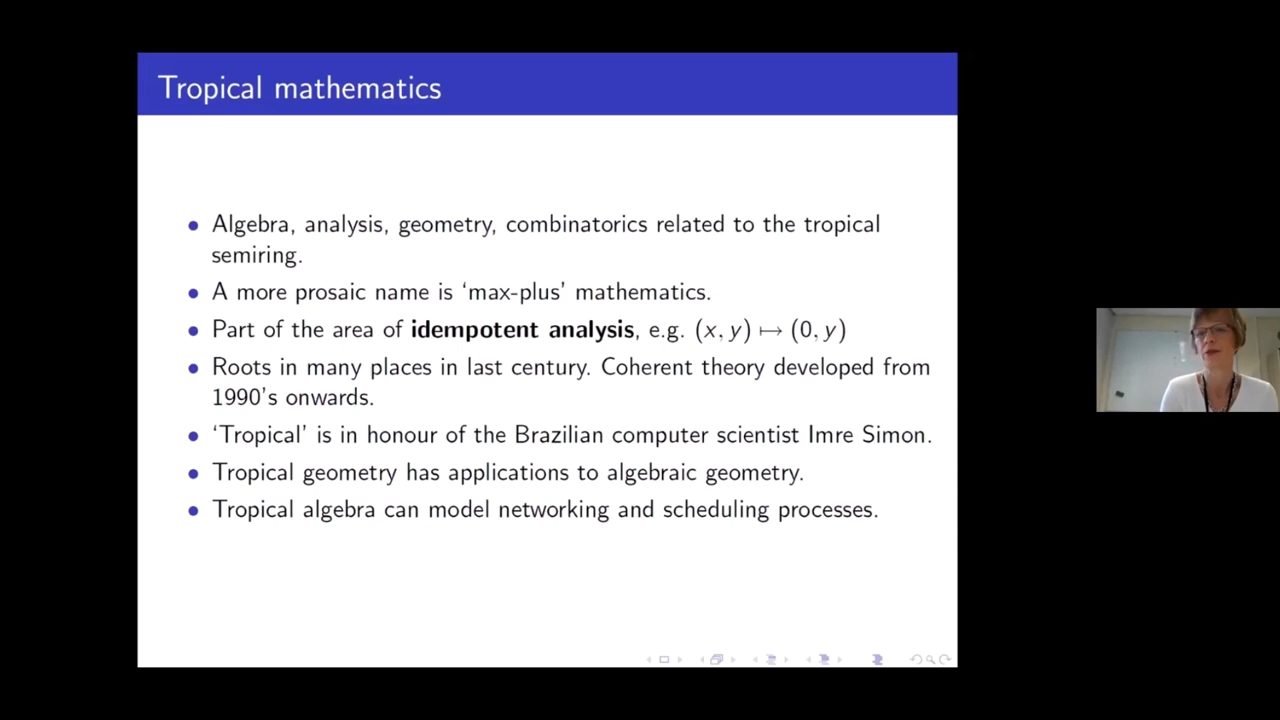 Tropical mathematics
• Algebra, analysis, geometry, combinatorics related to the tropical
semiring.
• A more prosaic name is ‘max-plus’ mathematics.
• Part of the area of idempotent analysis, e.g. (x, y) ↦ (0, y)
• Roots in many places in last century. Coherent theory developed from
1990’s onwards.
• ‘Tropical’ is in honour of the Brazilian computer scientist Imre Simon.
• Tropical geometry has applications to algebraic geometry.
• Tropical algebra can model networking and scheduling processes.